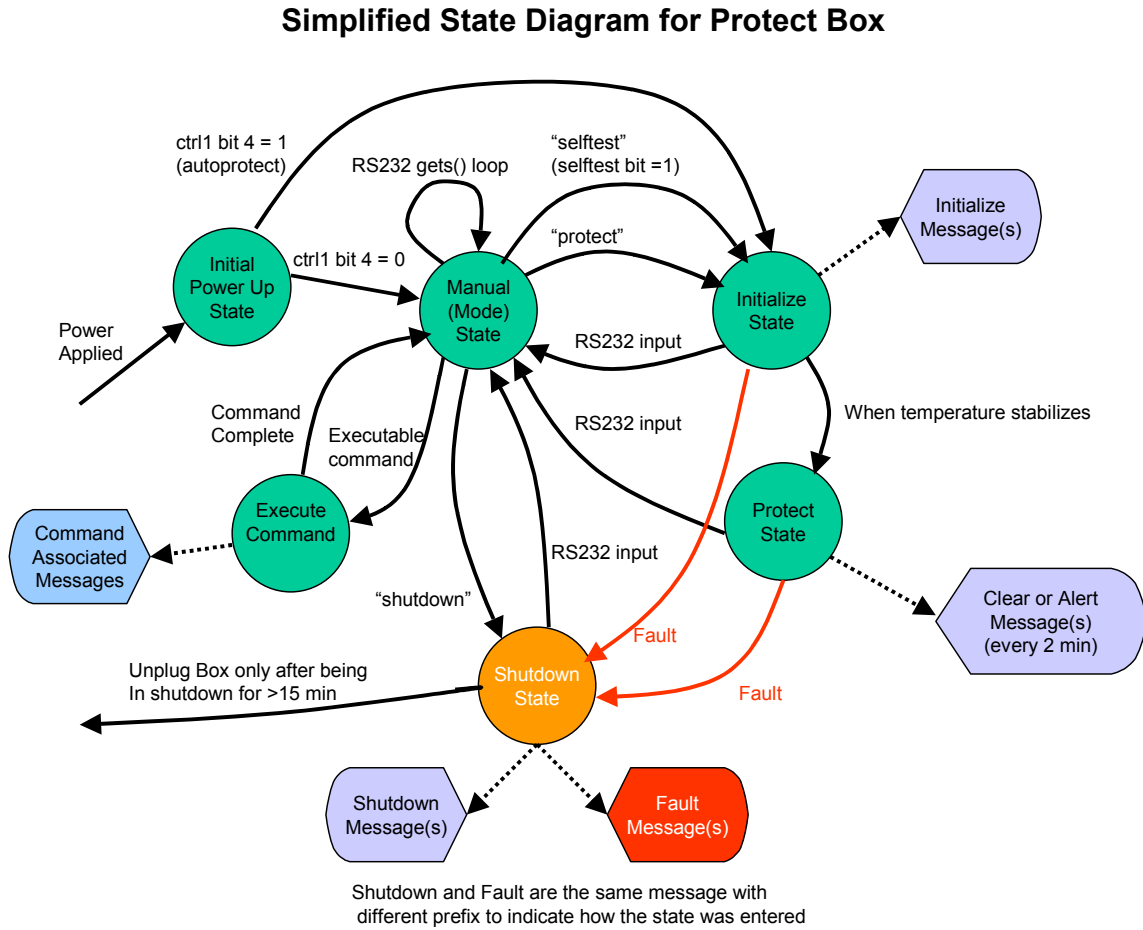 Simplified State Diagram for Protect Box
ctrl1 bit 4 = 1
(autoprotect)
RS232 gets() loop
“selftest”
(selftest bit =1)
Initialize
Message(s)
“protect”
Initial
Power Up
State
ctrl1 bit 4 = 0
Manual
(Mode)
State
Initialize
State
Power
Applied
RS232 input
Command
Complete
Executable
command
RS232 input
When temperature stabilizes
Execute
Command
Protect
State
Command
Associated
Messages
RS232 input
“shutdown”
Clear or Alert
Message(s)
(every 2 min)
Fault
Fault
Unplug Box only after being
In shutdown for >15 min
Shutdown
State
Shutdown
Message(s)
Fault
Message(s)
Shutdown and Fault are the same message with
different prefix to indicate how the state was entered